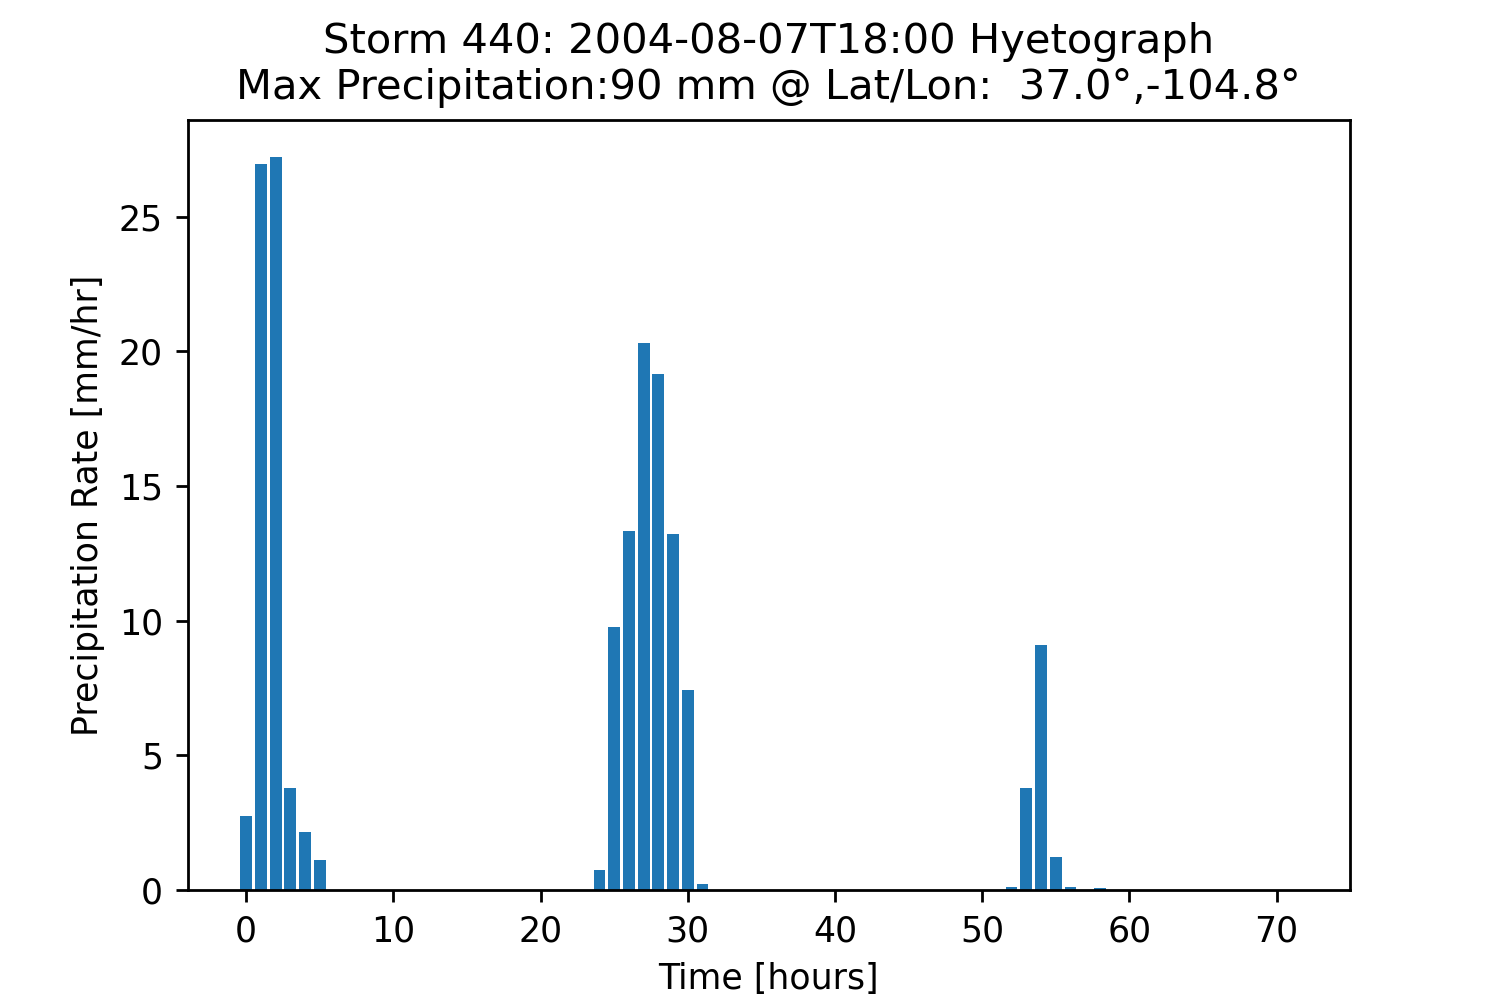 Storm 440: 2004-08-07T18:00 Hyetograph
Max Precipitation:90 mm @ Lat/Lon:  37.0°,-104.8°
Precipitation Rate [mm/hr]
25
20
15
10
5
0
0 10 20 30 40 50 60 70
Time [hours]